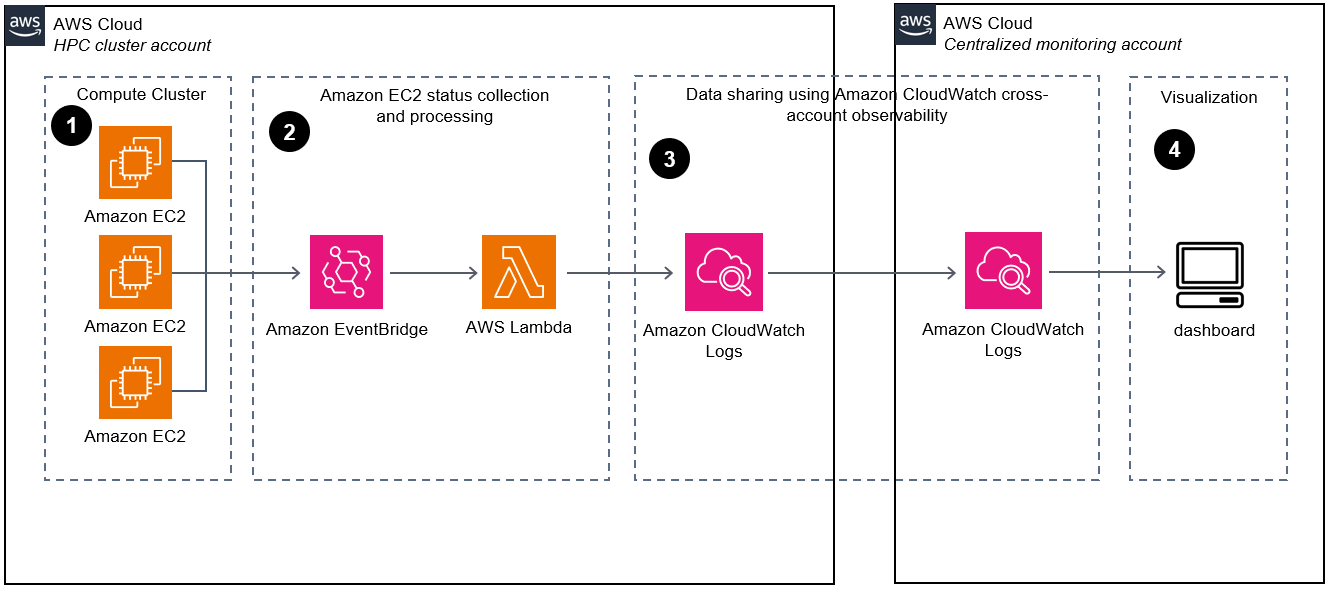 aws
AWS Cloud
HPC cluster account
Compute Cluster
1
Amazon EC2
Amazon EC2
Amazon EC2
Amazon EC2 status collection
and processing
2
Amazon EventBridge
AWS Lambda
Data sharing using Amazon CloudWatch cross-
account observability
3
Amazon CloudWatch
Logs
aws
AWS Cloud
Centralized monitoring account
Amazon CloudWatch
Logs
Visualization
4
dashboard